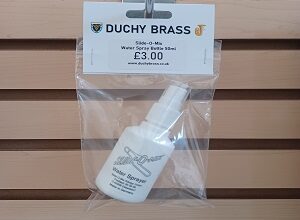 DUCHY BRASS
Slide-O-Mix
Water Spray Bottle 50ml
£3.00
www.duchybrass.co.uk
Water Sprayer